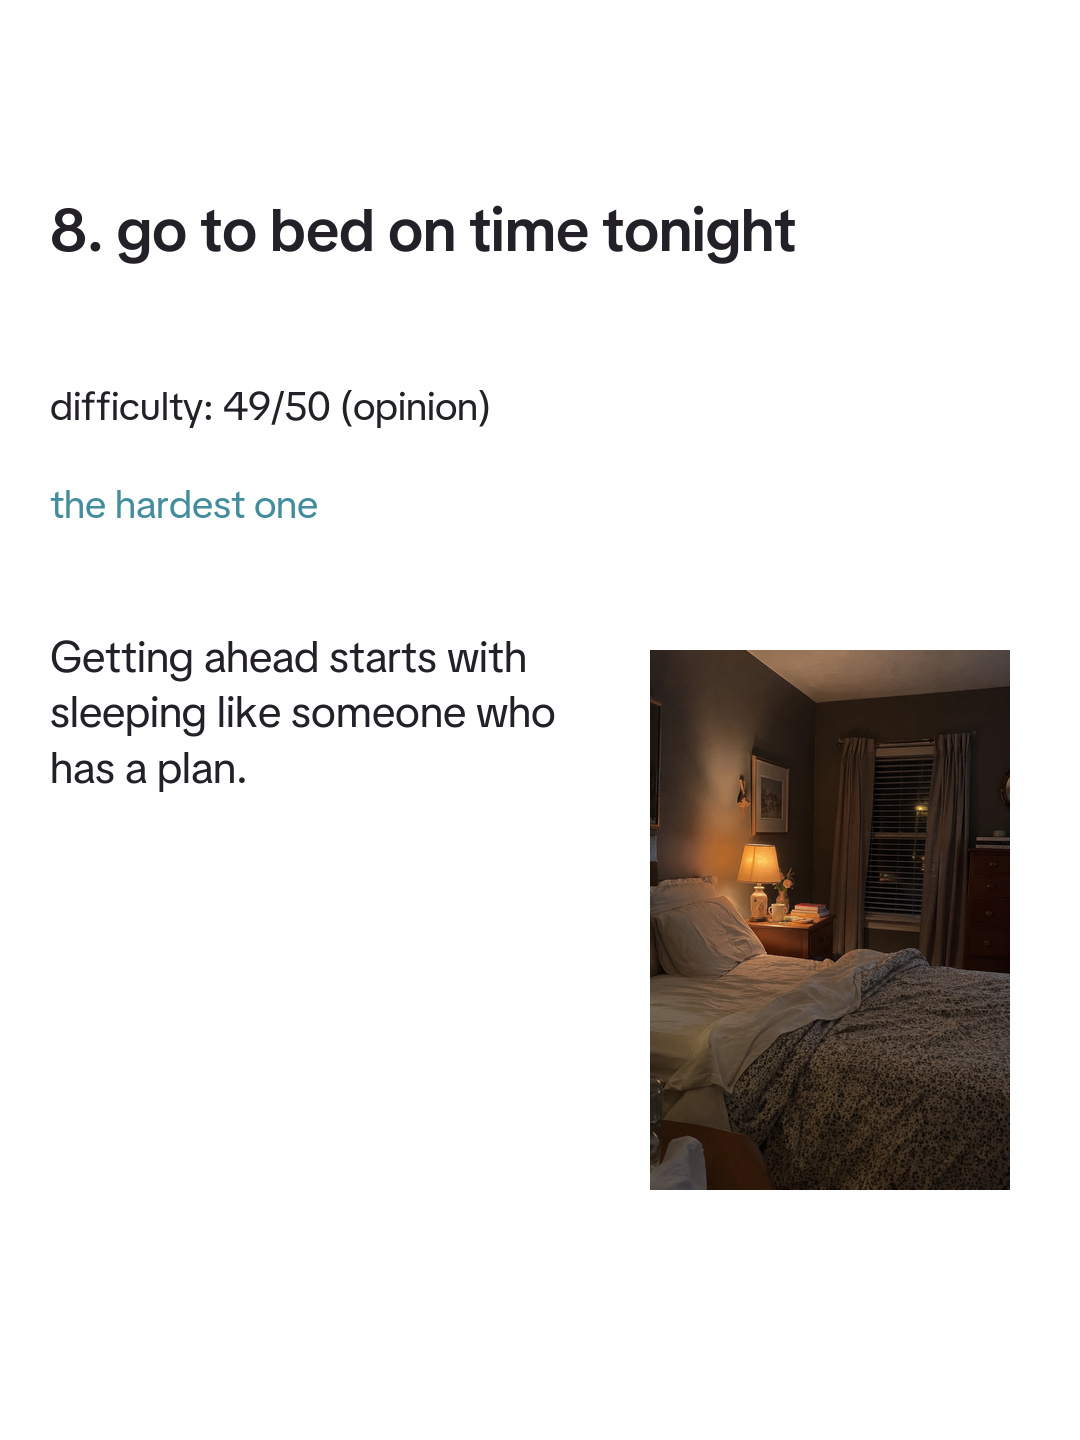 8. go to bed on time tonight
difficulty: 49/50 (opinion)
the hardest one
Getting ahead starts with
sleeping like someone who
has a plan.